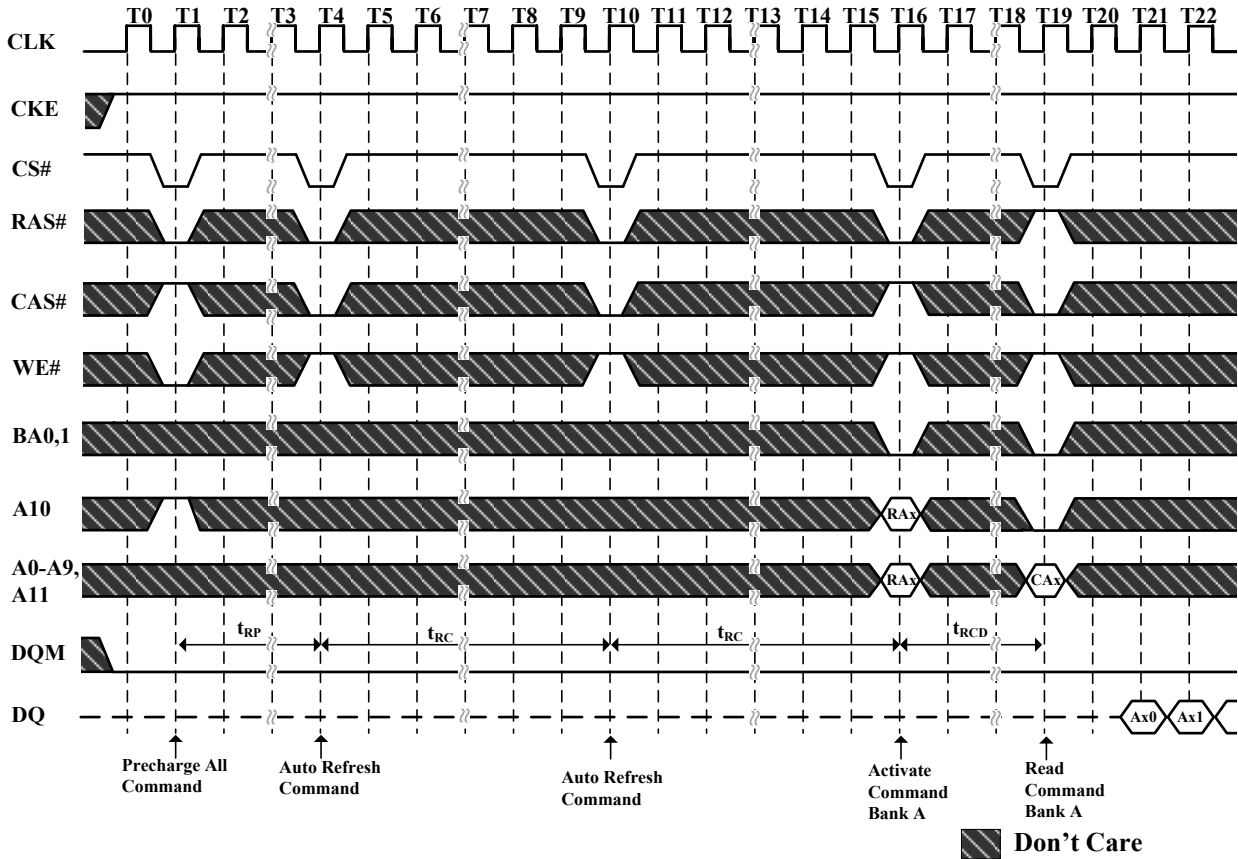 T0 T1 T2 T3 T4 T5 T6 T7 T8 T9 T10 T11 T12 T13 T14 T15 T16 T17 T18 T19 T20 T21 T22
CLK
CKE
CS#
RAS#
CAS#
WE#
BA0,1
A10
RAx
A0-A9,
A11
RAx CAx
tRP tRC tRC tRCD
DQM
DQ
Ax0 Ax1
Precharge All
Command
Auto Refresh
Command
Auto Refresh
Command
Activate
Command
Bank A
Read
Command
Bank A
Don't Care